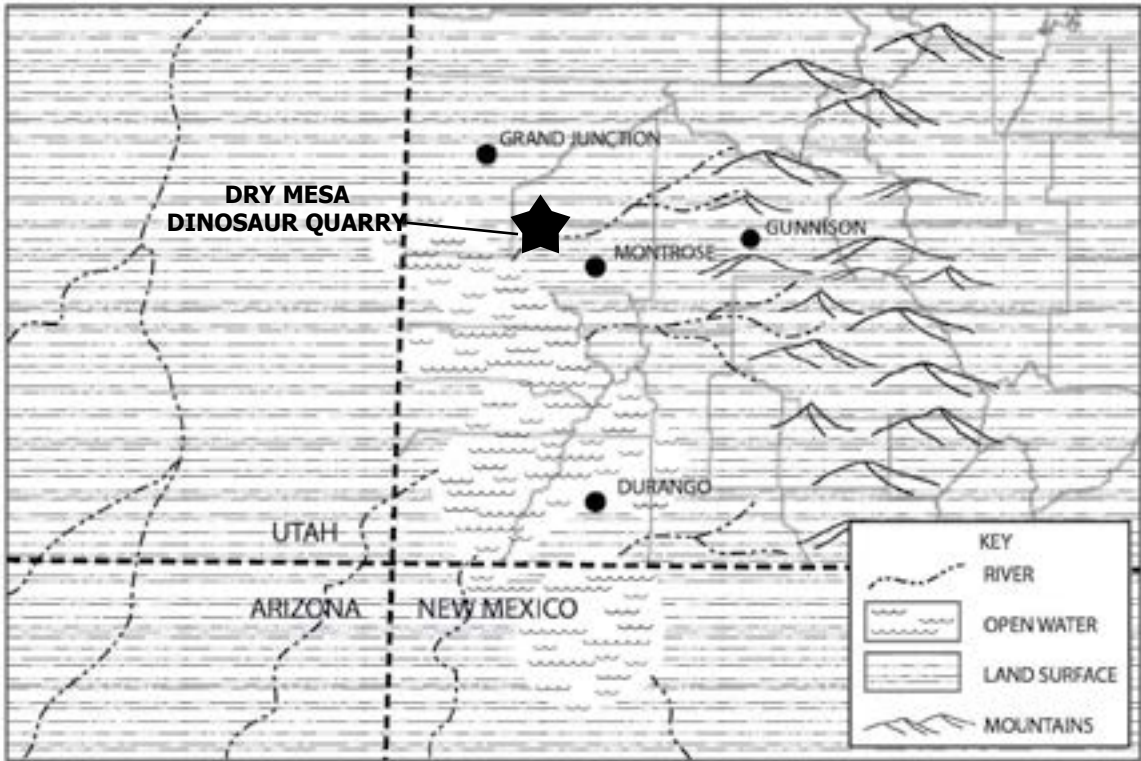 GRAND JUNCTION
DRY MESA
DINOSAUR QUARRY
GUNNISON
MONTROSE
DURANGO
UTAH
ARIZONA
NEW MEXICO
KEY
RIVER
OPEN WATER
LAND SURFACE
MOUNTAINS